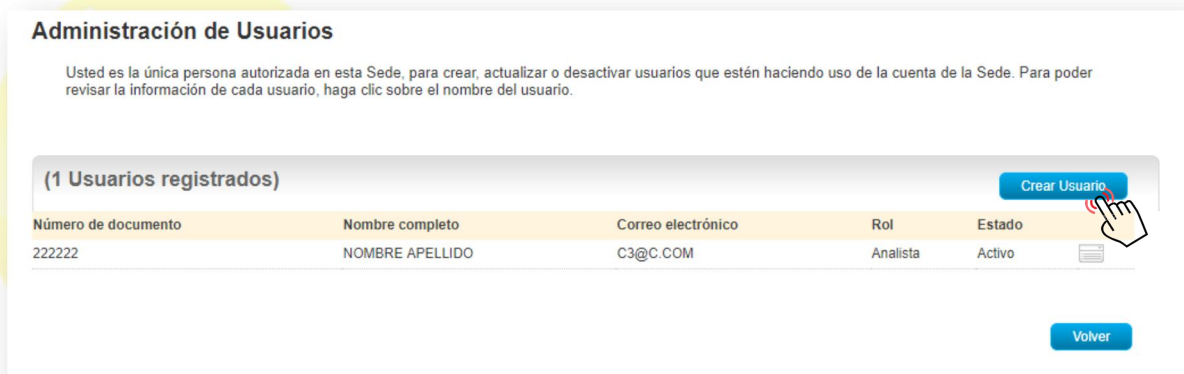 Administración de Usuarios
Usted es la única persona autorizada en esta Sede, para crear, actualizar o desactivar usuarios que estén haciendo uso de la cuenta de la Sede. Para poder
revisar la información de cada usuario, haga clic sobre el nombre del usuario.
(1 Usuarios registrados)
Crear Usuario
Número de documento Nombre completo Correo electrónico Rol Estado
222222 NOMBRE APELLIDO C3@C.COM Analista Activo
Volver